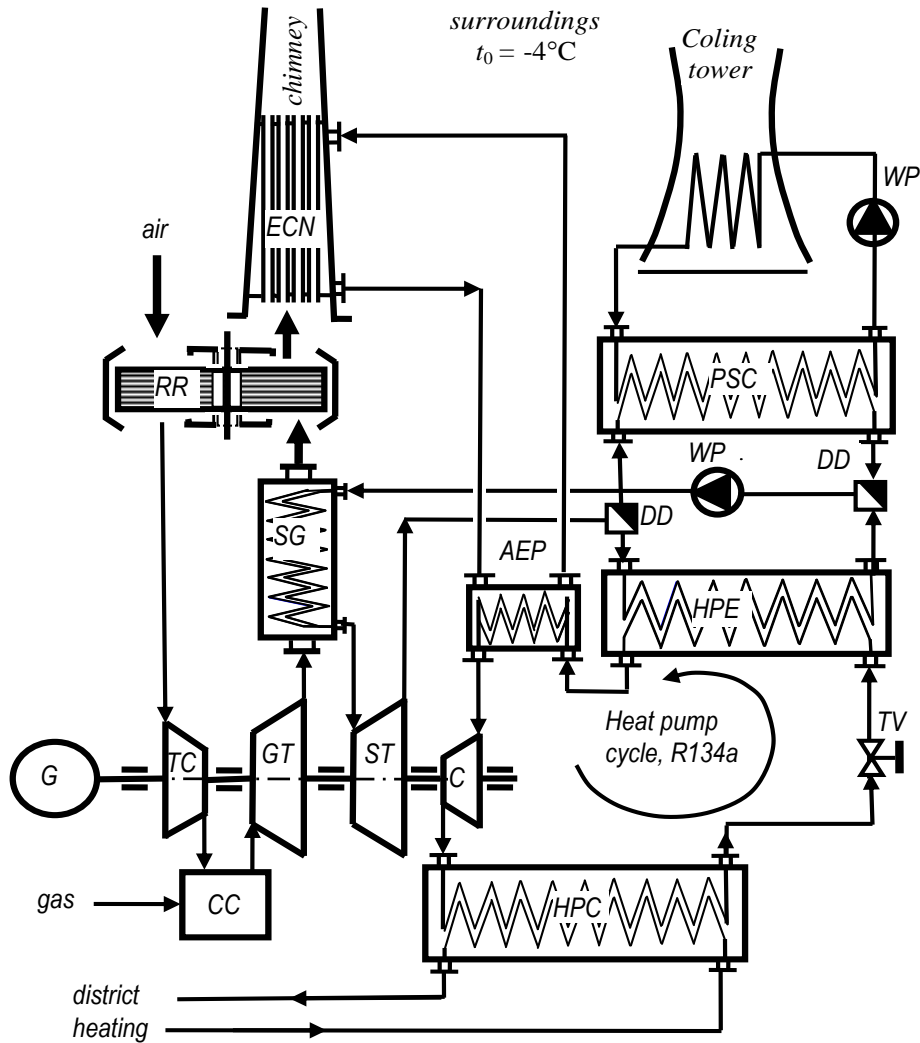 surroundings
t0 = -4°C
Coling
tower
chimney
WP
ECN
air
RR
PSC
WP
DD
SG
DD
AEP
HPE
TV
Heat pump
cycle, R134a
G
TC
GT
ST
C
gas
CC
HPC
district
heating